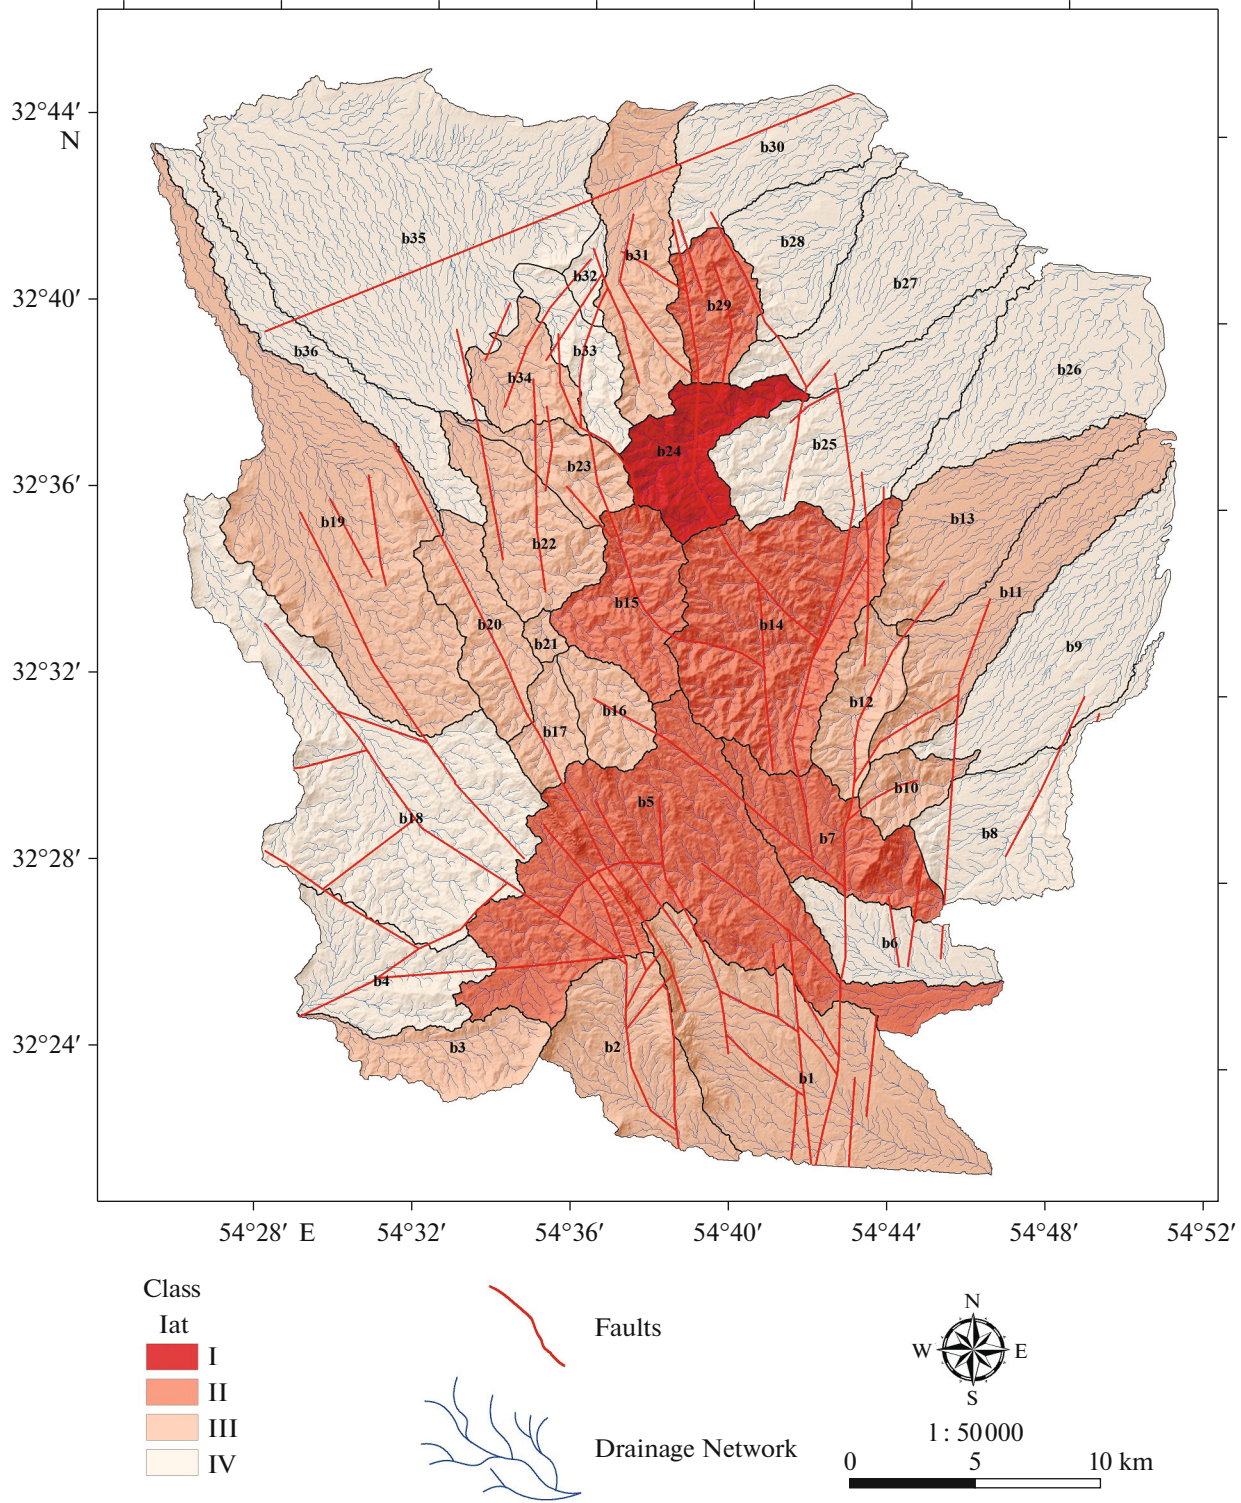 32°44′
N
32°40′
32°36′
32°32′
32°28′
32°24′
b30
b35
b28
b31
b32
b27
b29
b36
b33
b26
b34
b25
b24
b23
b19
b13
b22
b11
b15
b20
b14
b21
b9
b12
b16
b17
b10
b5
b18
b8
b7
b6
b4
b3
b2
b1
54°28′ E 54°32′ 54°36′ 54°40′ 54°44′ 54°48′ 54°52′
Class
Iat
I
II
III
IV
Faults
Drainage Network
N
W E
S
1 : 50 000
0 5 10 km